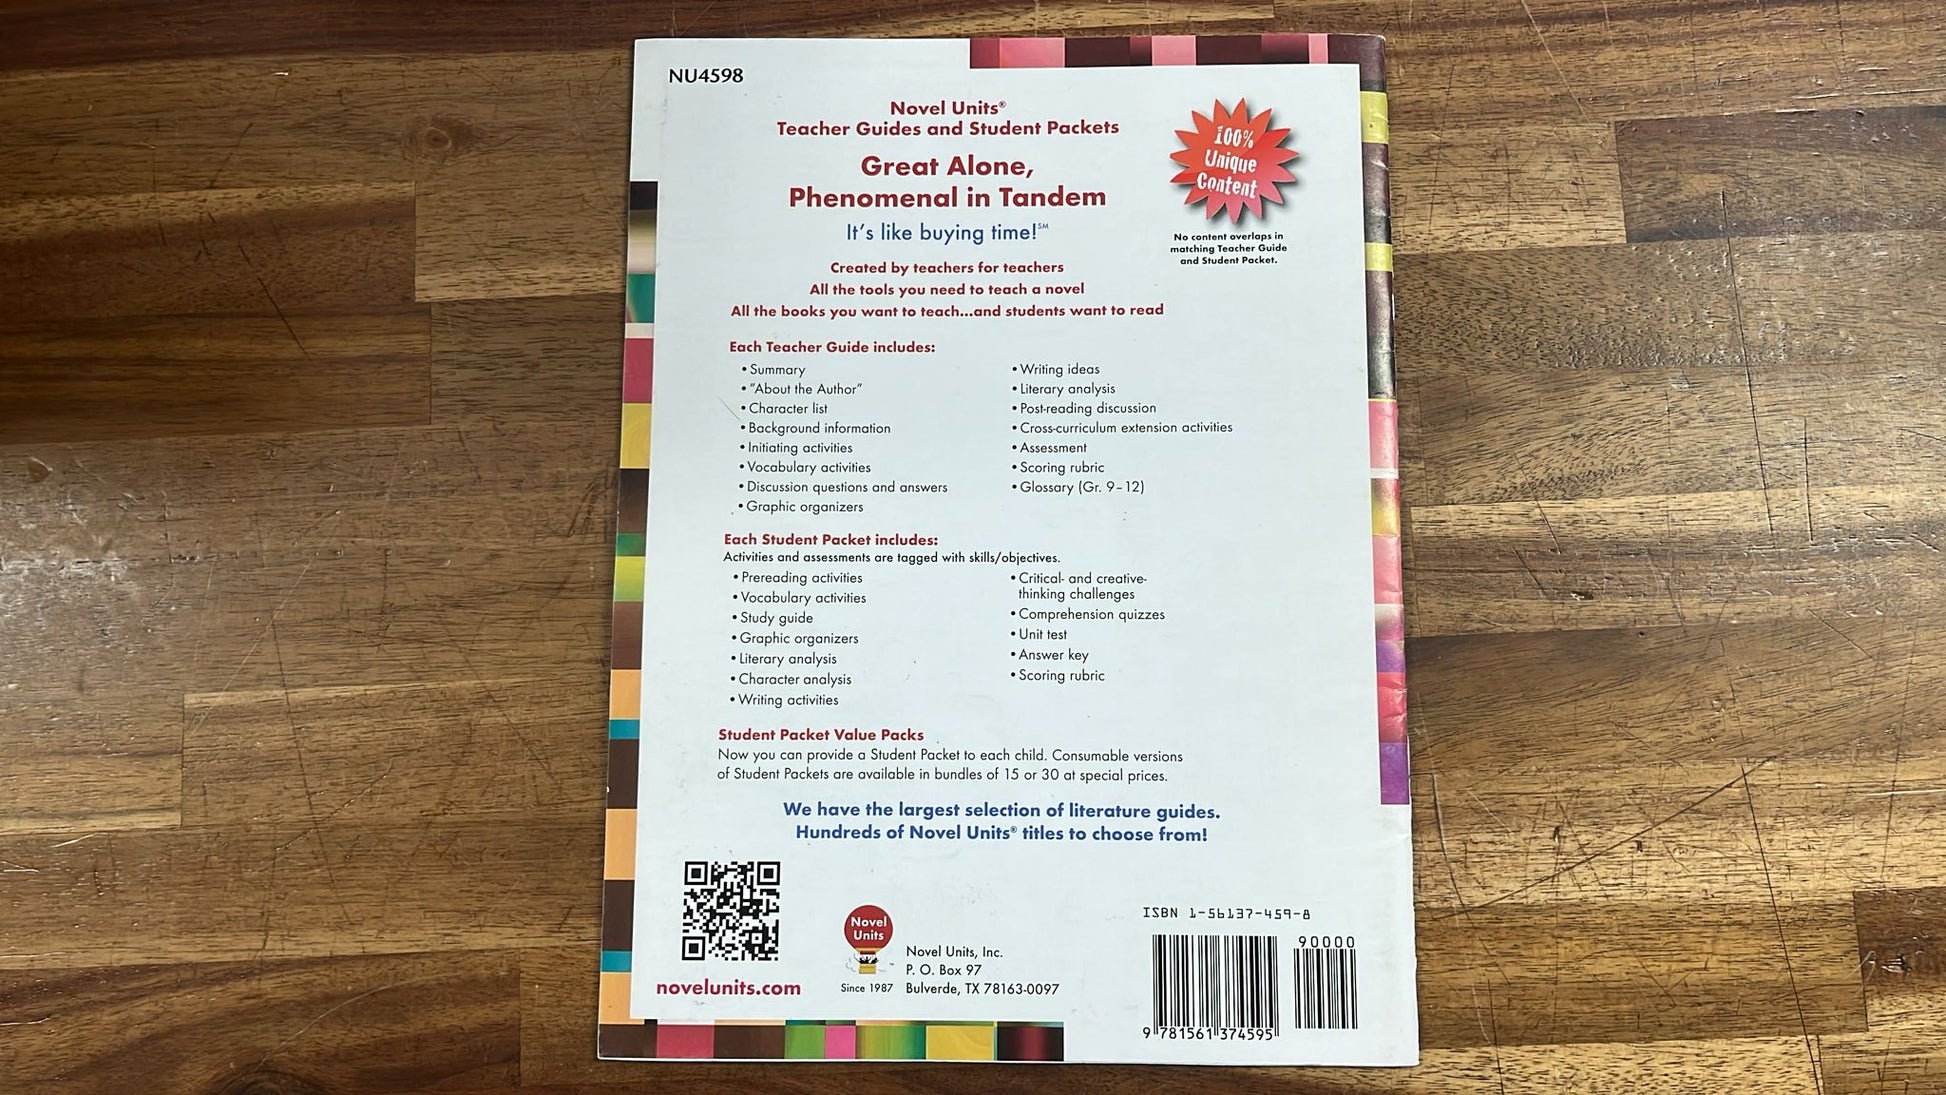 NU4598
Novel Units®
Teacher Guides and Student Packets
Great Alone,
Phenomenal in Tandem
It's like buying time!℠
100%
Unique
Content
No content overlaps in
matching Teacher Guide
and Student Packet.
Created by teachers for teachers
All the tools you need to teach a novel
All the books you want to teach...and students want to read
Each Teacher Guide includes:
• Summary
• "About the Author"
• Character list
• Background information
• Initiating activities
• Vocabulary activities
• Discussion questions and answers
• Graphic organizers
• Writing ideas
• Literary analysis
• Post-reading discussion
• Cross-curriculum extension activities
• Assessment
• Scoring rubric
• Glossary (Gr. 9–12)
Each Student Packet includes:
Activities and assessments are tagged with skills/objectives.
• Prereading activities
• Vocabulary activities
• Study guide
• Graphic organizers
• Literary analysis
• Character analysis
• Writing activities
• Critical- and creative-
thinking challenges
• Comprehension quizzes
• Unit test
• Answer key
• Scoring rubric
Student Packet Value Packs
Now you can provide a Student Packet to each child. Consumable versions
of Student Packets are available in bundles of 15 or 30 at special prices.
We have the largest selection of literature guides.
Hundreds of Novel Units® titles to choose from!
novelunits.com
Novel
Units
Since 1987
Novel Units, Inc.
P. O. Box 97
Bulverde, TX 78163-0097
ISBN 1-56137-459-8
90000
9 781561 374595